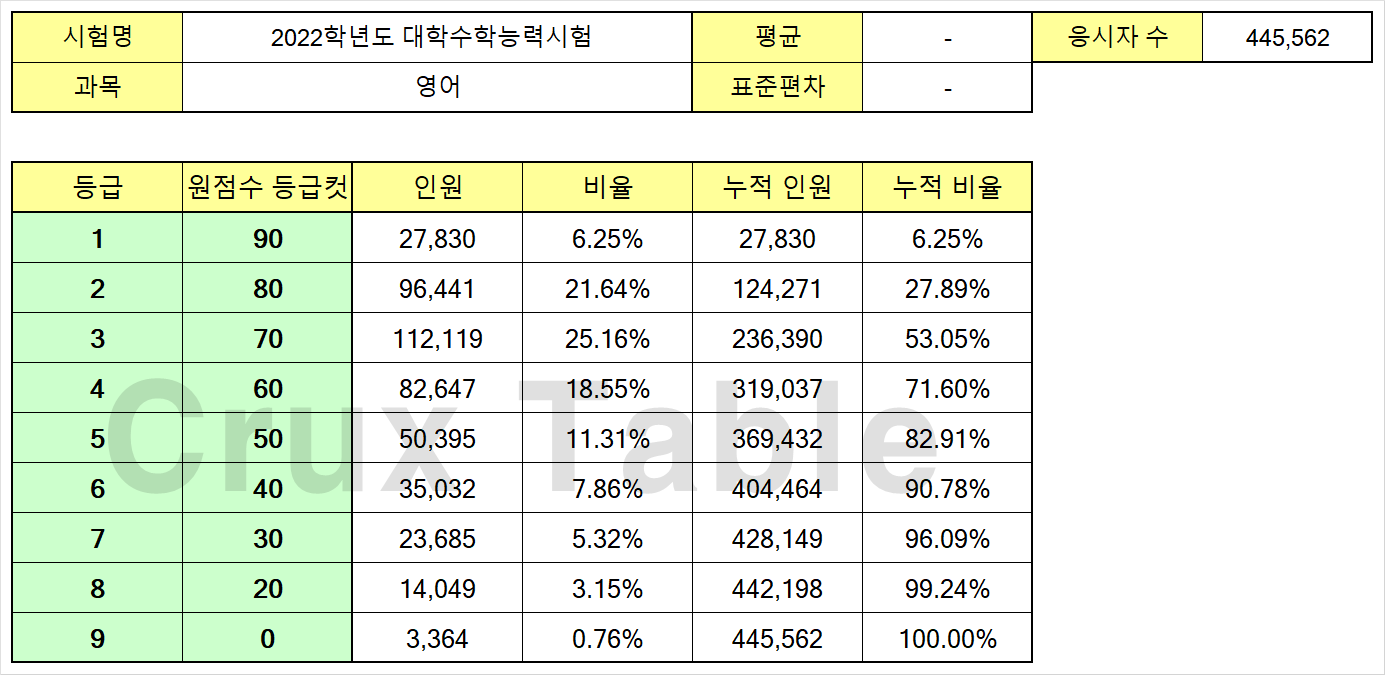 시험명 2022학년도 대학수학능력시험 평균 - 응시자 수 445,562
과목 영어 표준편차 -
등급 원점수 등급컷 인원 비율 누적 인원 누적 비율
1 90 27,830 6.25% 27,830 6.25%
2 80 96,441 21.64% 124,271 27.89%
3 70 112,119 25.16% 236,390 53.05%
4 60 82,647 18.55% 319,037 71.60%
5 50 50,395 11.31% 369,432 82.91%
6 40 35,032 7.86% 404,464 90.78%
7 30 23,685 5.32% 428,149 96.09%
8 20 14,049 3.15% 442,198 99.24%
9 0 3,364 0.76% 445,562 100.00%
Crux Table